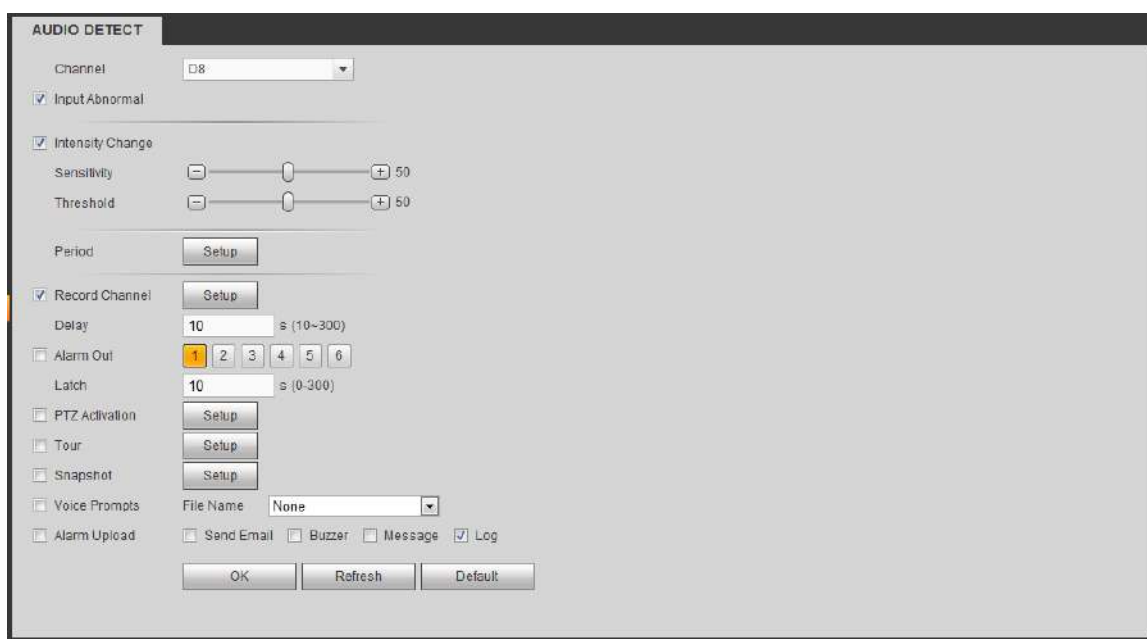 AUDIO DETECT
Channel D8
Input Abnormal
Intensity Change
Sensitivity - + 50
Threshold - + 50
Period Setup
Record Channel Setup
Delay 10 s (10~300)
Alarm Out 1 2 3 4 5 6
Latch 10 s (0-300)
PTZ Activation Setup
Tour Setup
Snapshot Setup
Voice Prompts File Name None
Alarm Upload Send Email Buzzer Message Log
OK Refresh Default